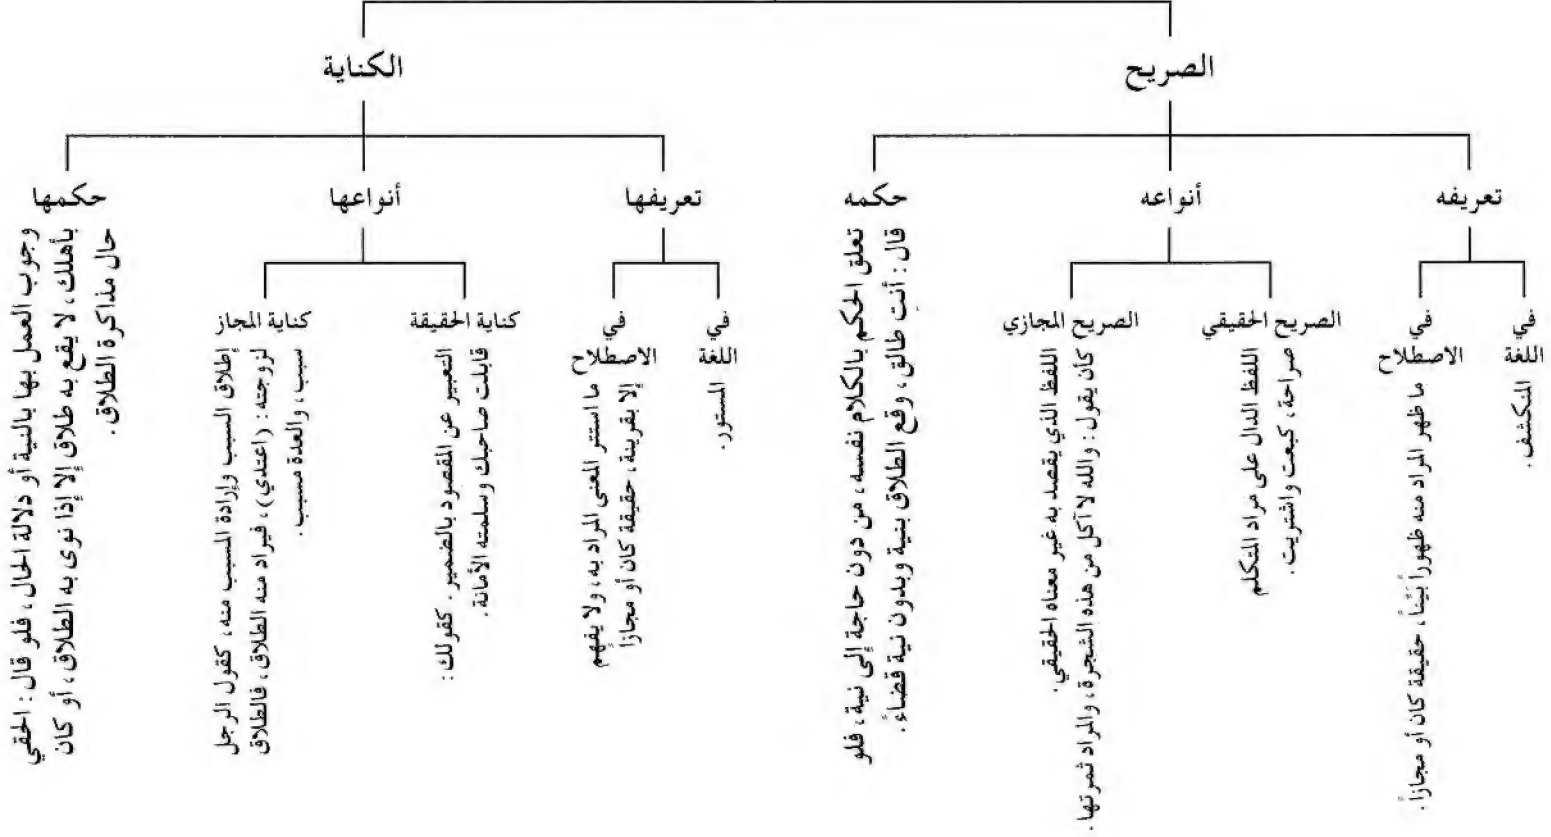 الصريح
تعريفه
في
اللغة
المنكشف.
في
الاصطلاح
ما ظهر المراد منه ظهوراً بَيِّناً، حقيقة كان أو مجازاً.
أنواعه
الصريح الحقيقي
اللفظ الدال على مراد المتكلم
صراحة، كبعت واشتريت.
الصريح المجازي
اللفظ الذي يقصد به غير معناه الحقيقي.
كأن يقول: والله لا آكل من هذه الشجرة، والمراد ثمرتها.
حكمه
تعلق الحكم بالكلام نفسه، من دون حاجة إلى نية، فلو
قال: أنتِ طالق، وقع الطلاق بنية وبدون نية قضاءً.
الكناية
تعريفها
في
اللغة
المستور.
في
الاصطلاح
ما استتر المعنى المراد به، ولا يفهم
إلا بقرينة، حقيقة كان أو مجازاً
أنواعها
كناية الحقيقة
التعبير عن المقصود بالضمير. كقولك:
قابلت صاحبك وسلمته الأمانة.
كناية المجاز
إطلاق السبب وإرادة المسبب منه، كقول الرجل
لزوجته: (اعتدي)، فيراد منه الطلاق، فالطلاق
سبب، والعدة مسبب.
حكمها
وجوب العمل بها بالنية أو دلالة الحال، فلو قال: الحقي
بأهلك، لا يقع به طلاق إلا إذا نوى به الطلاق، أو كان
حال مذاكرة الطلاق.